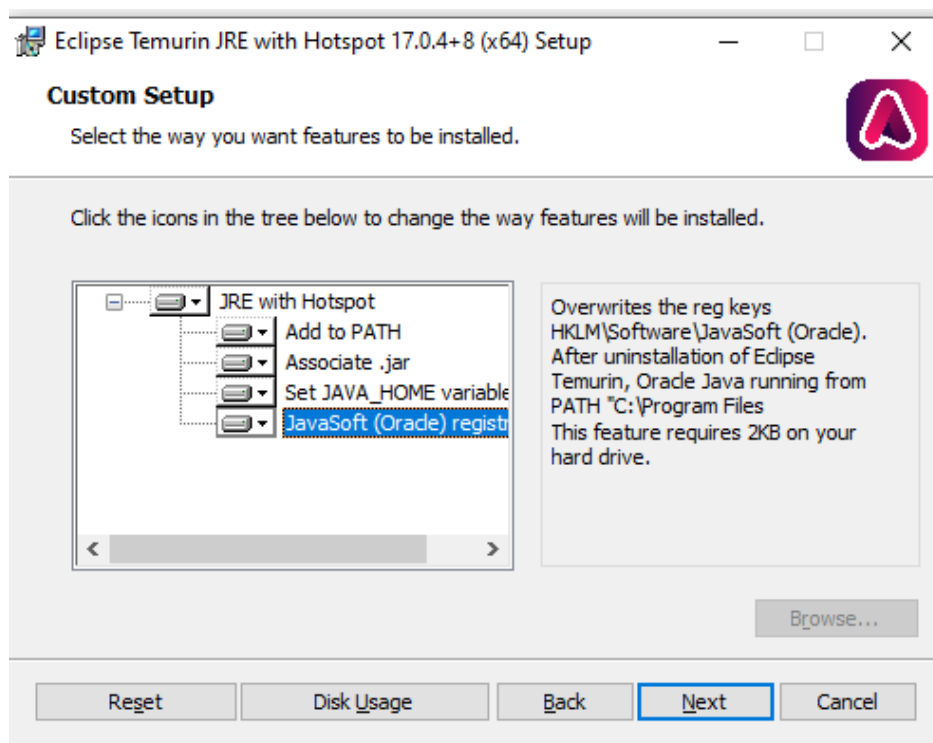 Eclipse Temurin JRE with Hotspot 17.0.4+8 (x64) Setup
Custom Setup
Select the way you want features to be installed.
Click the icons in the tree below to change the way features will be installed.
JRE with Hotspot
Add to PATH
Associate .jar
Set JAVA_HOME variable
JavaSoft (Oracle) registr
Overwrites the reg keys
HKLM\Software\JavaSoft (Oracle).
After uninstallation of Eclipse
Temurin, Oracle Java running from
PATH "C:\Program Files
This feature requires 2KB on your
hard drive.
Browse...
Reset
Disk Usage
Back
Next
Cancel